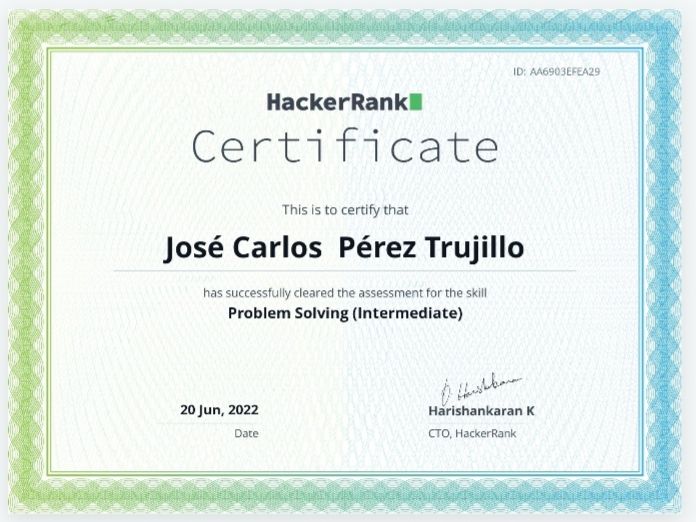 ID: AA6903EFEA29
HackerRank
Certificate
This is to certify that
José Carlos Pérez Trujillo
has successfully cleared the assessment for the skill
Problem Solving (Intermediate)
20 Jun, 2022
Date
Harishankaran K
CTO, HackerRank